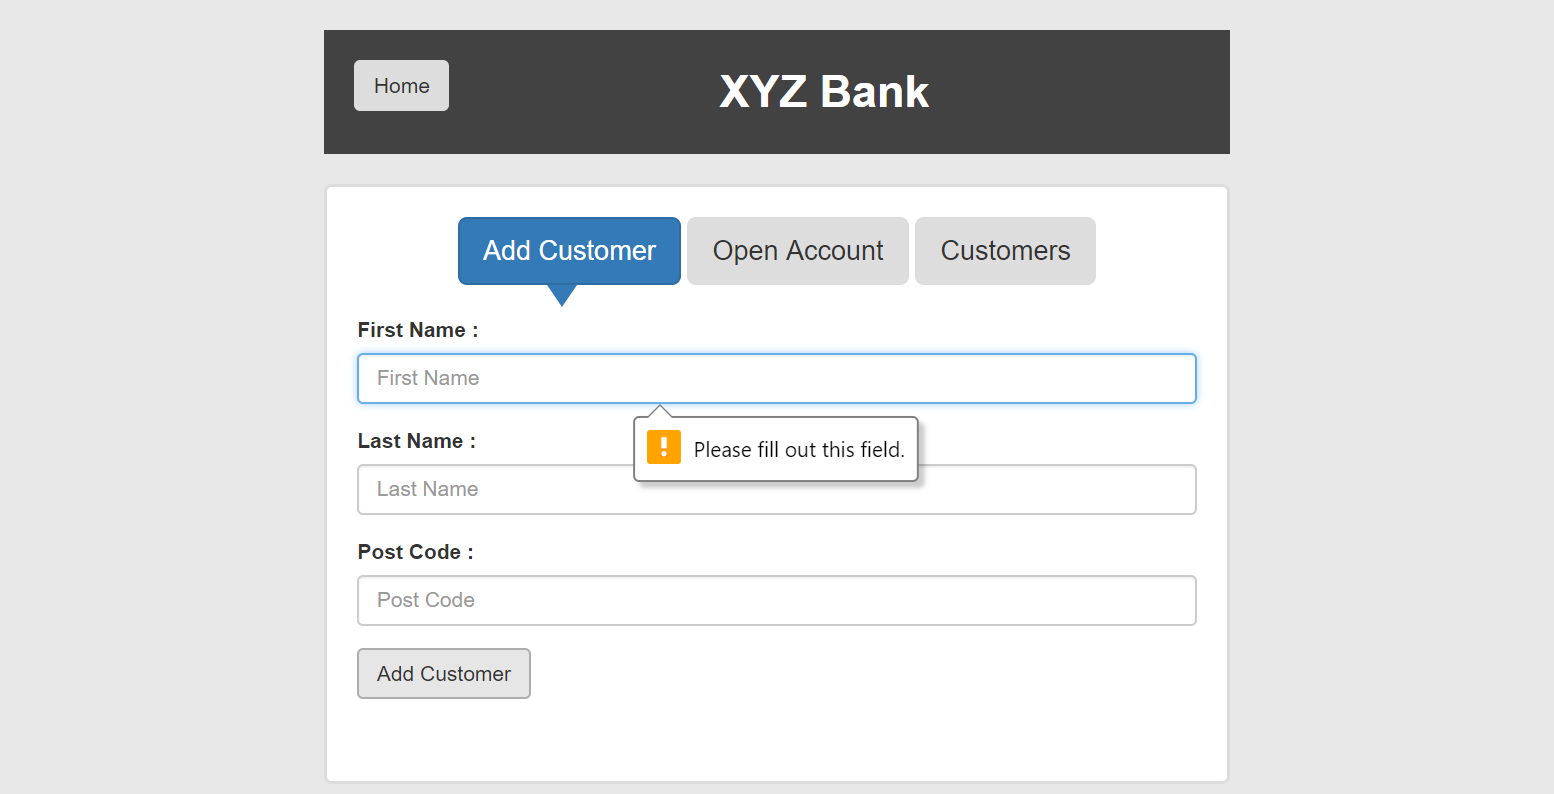 Home
XYZ Bank
Add Customer
Open Account
Customers
First Name :
First Name
Please fill out this field.
Last Name :
Last Name
Post Code :
Post Code
Add Customer